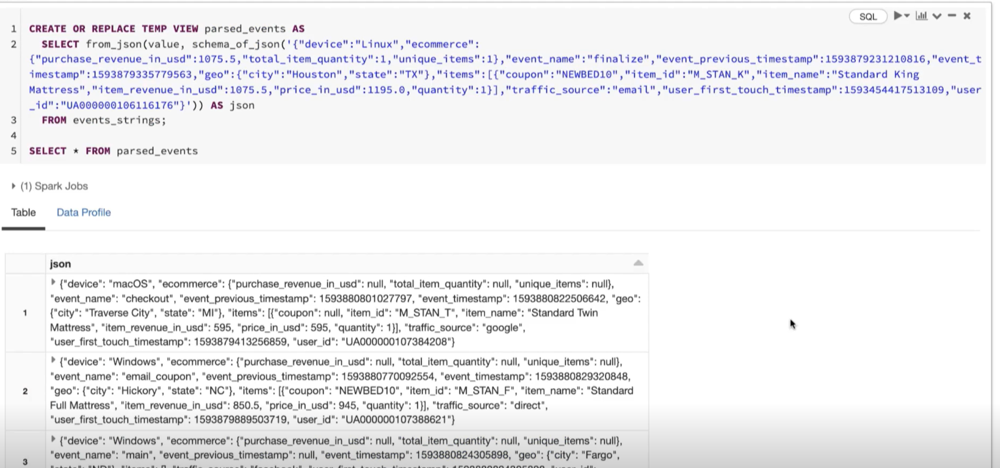 SQL
1 CREATE OR REPLACE TEMP VIEW parsed_events AS
2 SELECT from_json(value, schema_of_json('{"device":"Linux","ecommerce":
{"purchase_revenue_in_usd":1075.5,"total_item_quantity":1,"unique_items":1},"event_name":"finalize","event_previous_timestamp":1593879231210816,"event_t
imestamp":1593879335779563,"geo":{"city":"Houston","state":"TX"},"items":[{"coupon":"NEWBED10","item_id":"M_STAN_K","item_name":"Standard King
Mattress","item_revenue_in_usd":1075.5,"price_in_usd":1195.0,"quantity":1}],"traffic_source":"email","user_first_touch_timestamp":1593454417513109,"user
_id":"UA000000106116176"}')) AS json
3 FROM events_strings;
4
5 SELECT * FROM parsed_events
(1) Spark Jobs
Table Data Profile
json
1 {"device": "macOS", "ecommerce": {"purchase_revenue_in_usd": null, "total_item_quantity": null, "unique_items": null},
"event_name": "checkout", "event_previous_timestamp": 1593880801027797, "event_timestamp": 1593880822506642, "geo":
{"city": "Traverse City", "state": "MI"}, "items": [{"coupon": null, "item_id": "M_STAN_T", "item_name": "Standard Twin
Mattress", "item_revenue_in_usd": 595, "price_in_usd": 595, "quantity": 1}], "traffic_source": "google",
"user_first_touch_timestamp": 1593879413256859, "user_id": "UA000000107384208"}
2 {"device": "Windows", "ecommerce": {"purchase_revenue_in_usd": null, "total_item_quantity": null, "unique_items": null},
"event_name": "email_coupon", "event_previous_timestamp": 1593880770092554, "event_timestamp": 1593880829320848,
"geo": {"city": "Hickory", "state": "NC"}, "items": [{"coupon": "NEWBED10", "item_id": "M_STAN_F", "item_name": "Standard
Full Mattress", "item_revenue_in_usd": 850.5, "price_in_usd": 945, "quantity": 1}], "traffic_source": "direct",
"user_first_touch_timestamp": 1593879889503719, "user_id": "UA000000107388621"}
3 {"device": "Windows", "ecommerce": {"purchase_revenue_in_usd": null, "total_item_quantity": null, "unique_items": null},
"event_name": "main", "event_previous_timestamp": null, "event_timestamp": 1593880824305898, "geo": {"city": "Fargo",